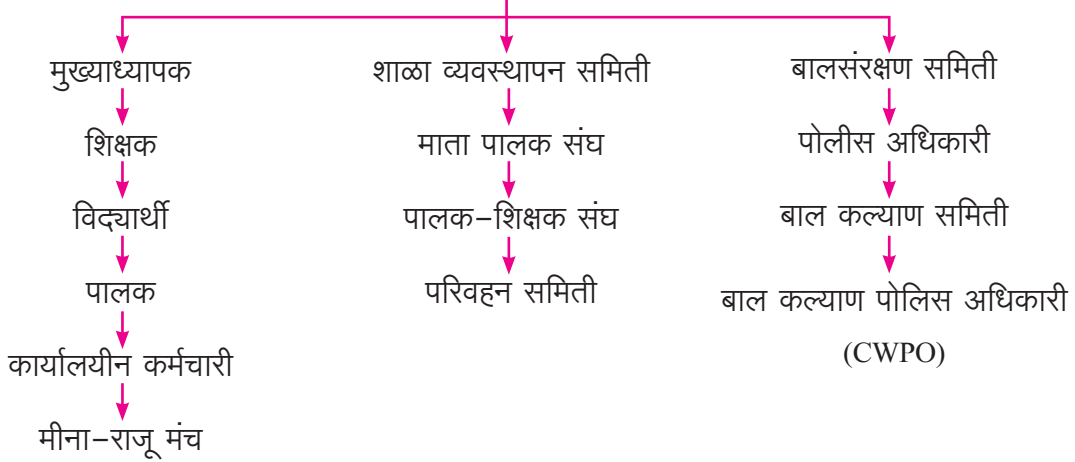 मुख्याध्यापक
शिक्षक
विद्यार्थी
पालक
कार्यालयीन कर्मचारी
मीना-राजू मंच
शाळा व्यवस्थापन समिती
माता पालक संघ
पालक-शिक्षक संघ
परिवहन समिती
बालसंरक्षण समिती
पोलीस अधिकारी
बाल कल्याण समिती
बाल कल्याण पोलिस अधिकारी
(CWPO)